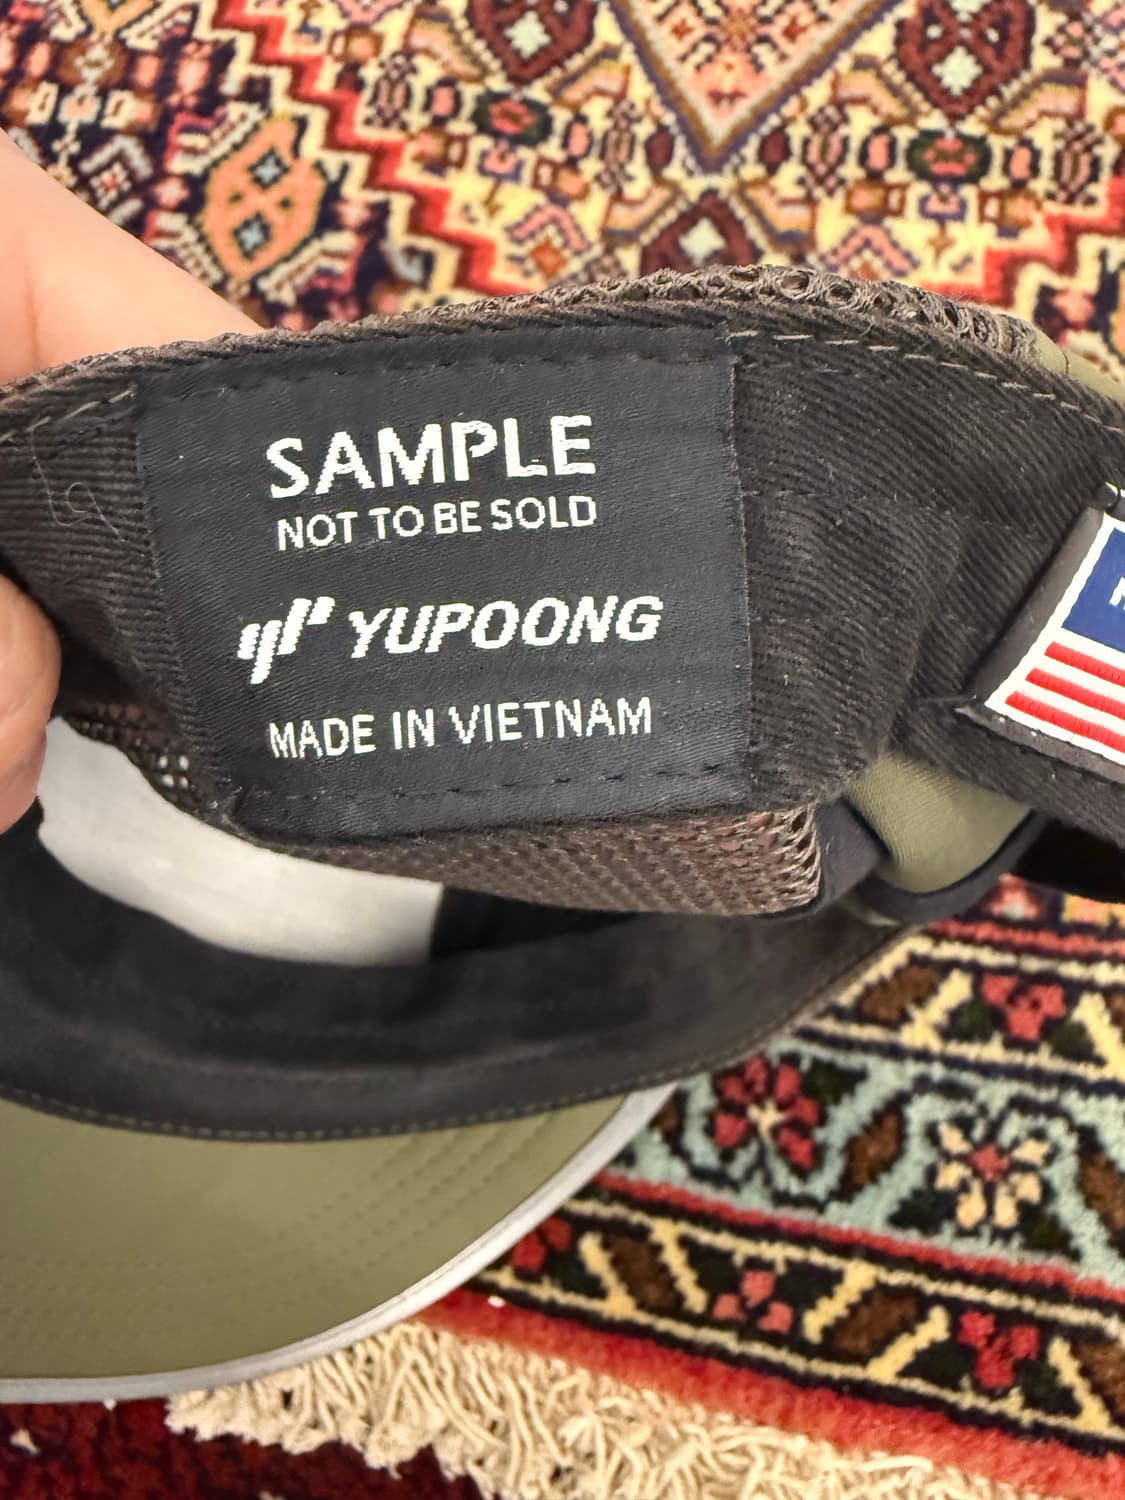 SAMPLE
NOT TO BE SOLD
YUPOONG
MADE IN VIETNAM